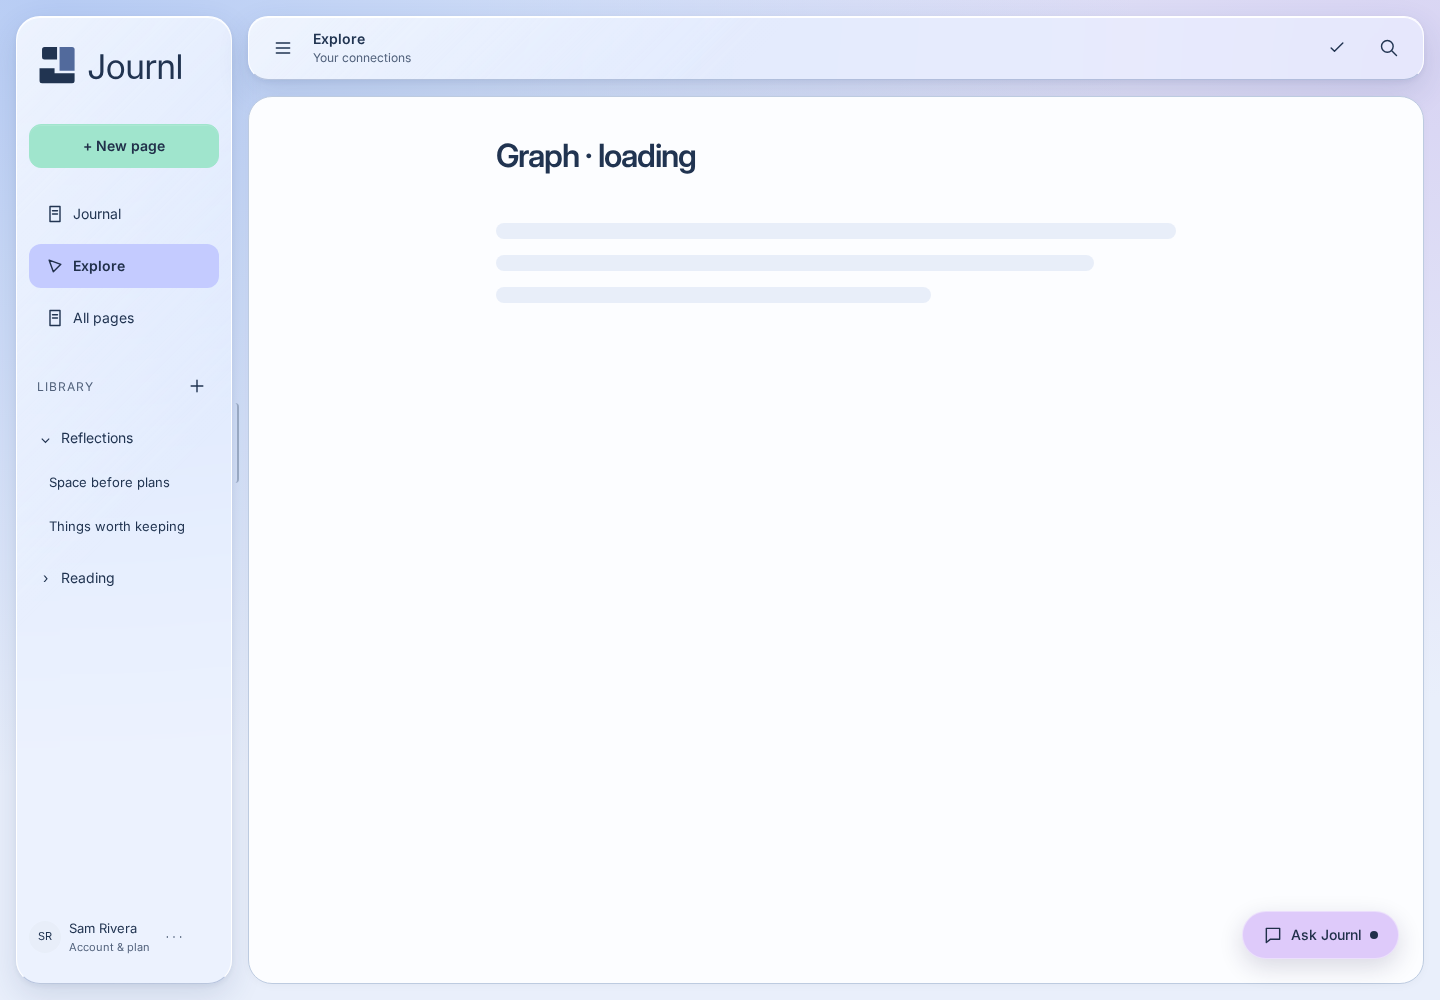 Journl
+ New page
Journal
Explore
All pages
LIBRARY
Reflections
Space before plans
Things worth keeping
Reading
SR
Sam Rivera
Account & plan
...
Explore
Your connections
Graph · loading
Ask Journl